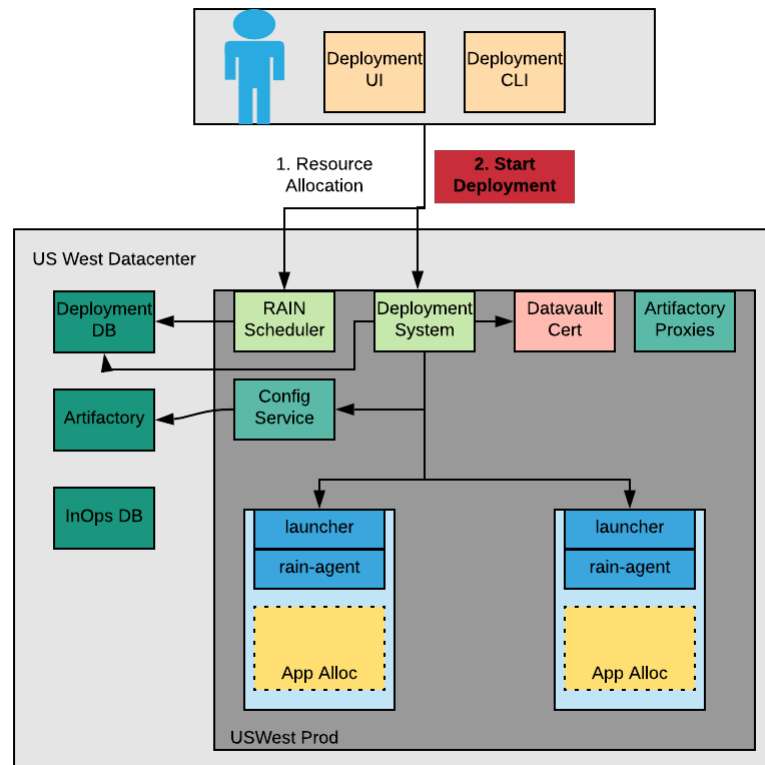 Deployment
UI
Deployment
CLI
1. Resource
Allocation
2. Start
Deployment
US West Datacenter
Deployment
DB
RAIN
Scheduler
Deployment
System
Datavault
Cert
Artifactory
Proxies
Artifactory
Config
Service
InOps DB
launcher
rain-agent
App Alloc
launcher
rain-agent
App Alloc
USWest Prod